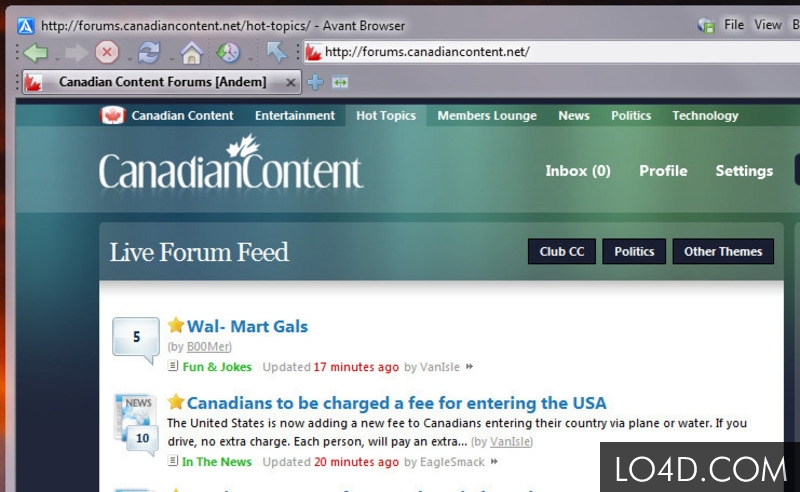 http://forums.canadiancontent.net/hot-topics/ - Avant Browser
File View B
http://forums.canadiancontent.net/
Canadian Content Forums [Andem]
Canadian Content Entertainment Hot Topics Members Lounge News Politics Technology
CanadianContent
Inbox (0) Profile Settings
Live Forum Feed
Club CC Politics Other Themes
5
Wal- Mart Gals
(by B00Mer)
Fun & Jokes Updated 17 minutes ago by VanIsle »
NEWS
10
Canadians to be charged a fee for entering the USA
The United States is now adding a new fee to Canadians entering their country via plane or water. If you
drive, no extra charge. Each person, will pay an extra... (by VanIsle)
In The News Updated 20 minutes ago by EagleSmack »
LO4D.COM